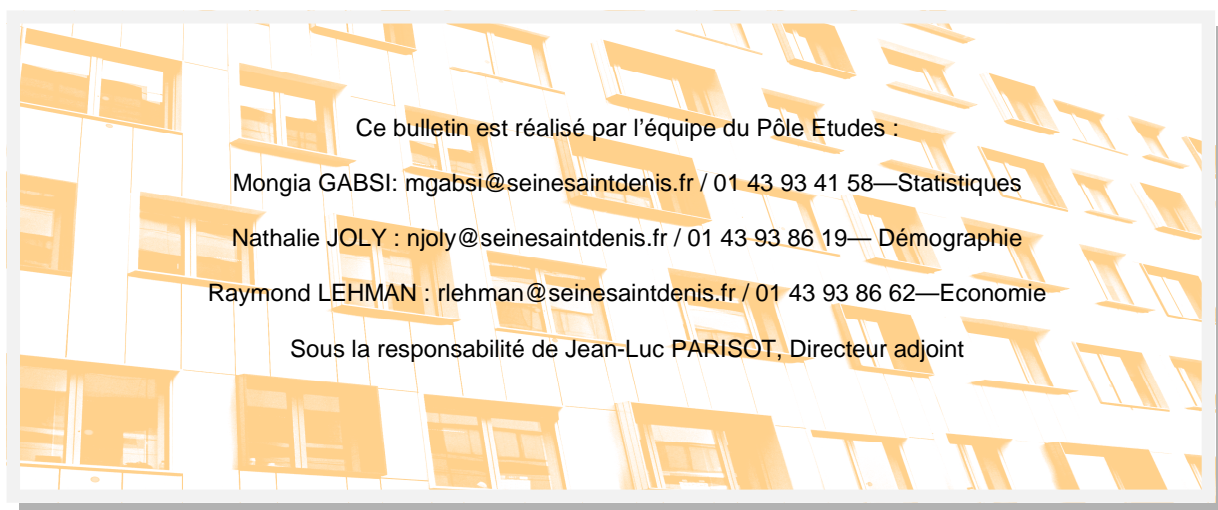 Ce bulletin est réalisé par l'équipe du Pôle Etudes :
Mongia GABSI: mgabsi@seinesaintdenis.fr / 01 43 93 41 58—Statistiques
Nathalie JOLY : njoly@seinesaintdenis.fr / 01 43 93 86 19— Démographie
Raymond LEHMAN : rlehman@seinesaintdenis.fr / 01 43 93 86 62—Economie
Sous la responsabilité de Jean-Luc PARISOT, Directeur adjoint